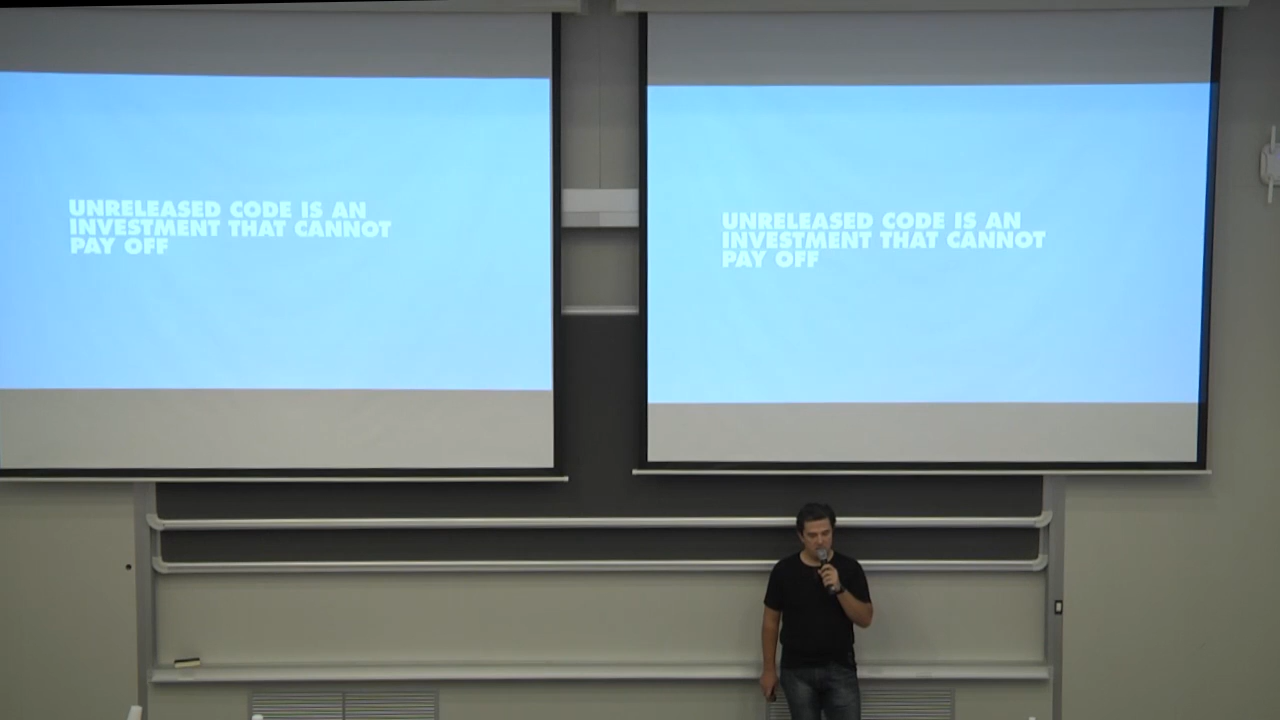 UNRELEASED CODE IS AN
INVESTMENT THAT CANNOT
PAY OFF
UNRELEASED CODE IS AN
INVESTMENT THAT CANNOT
PAY OFF